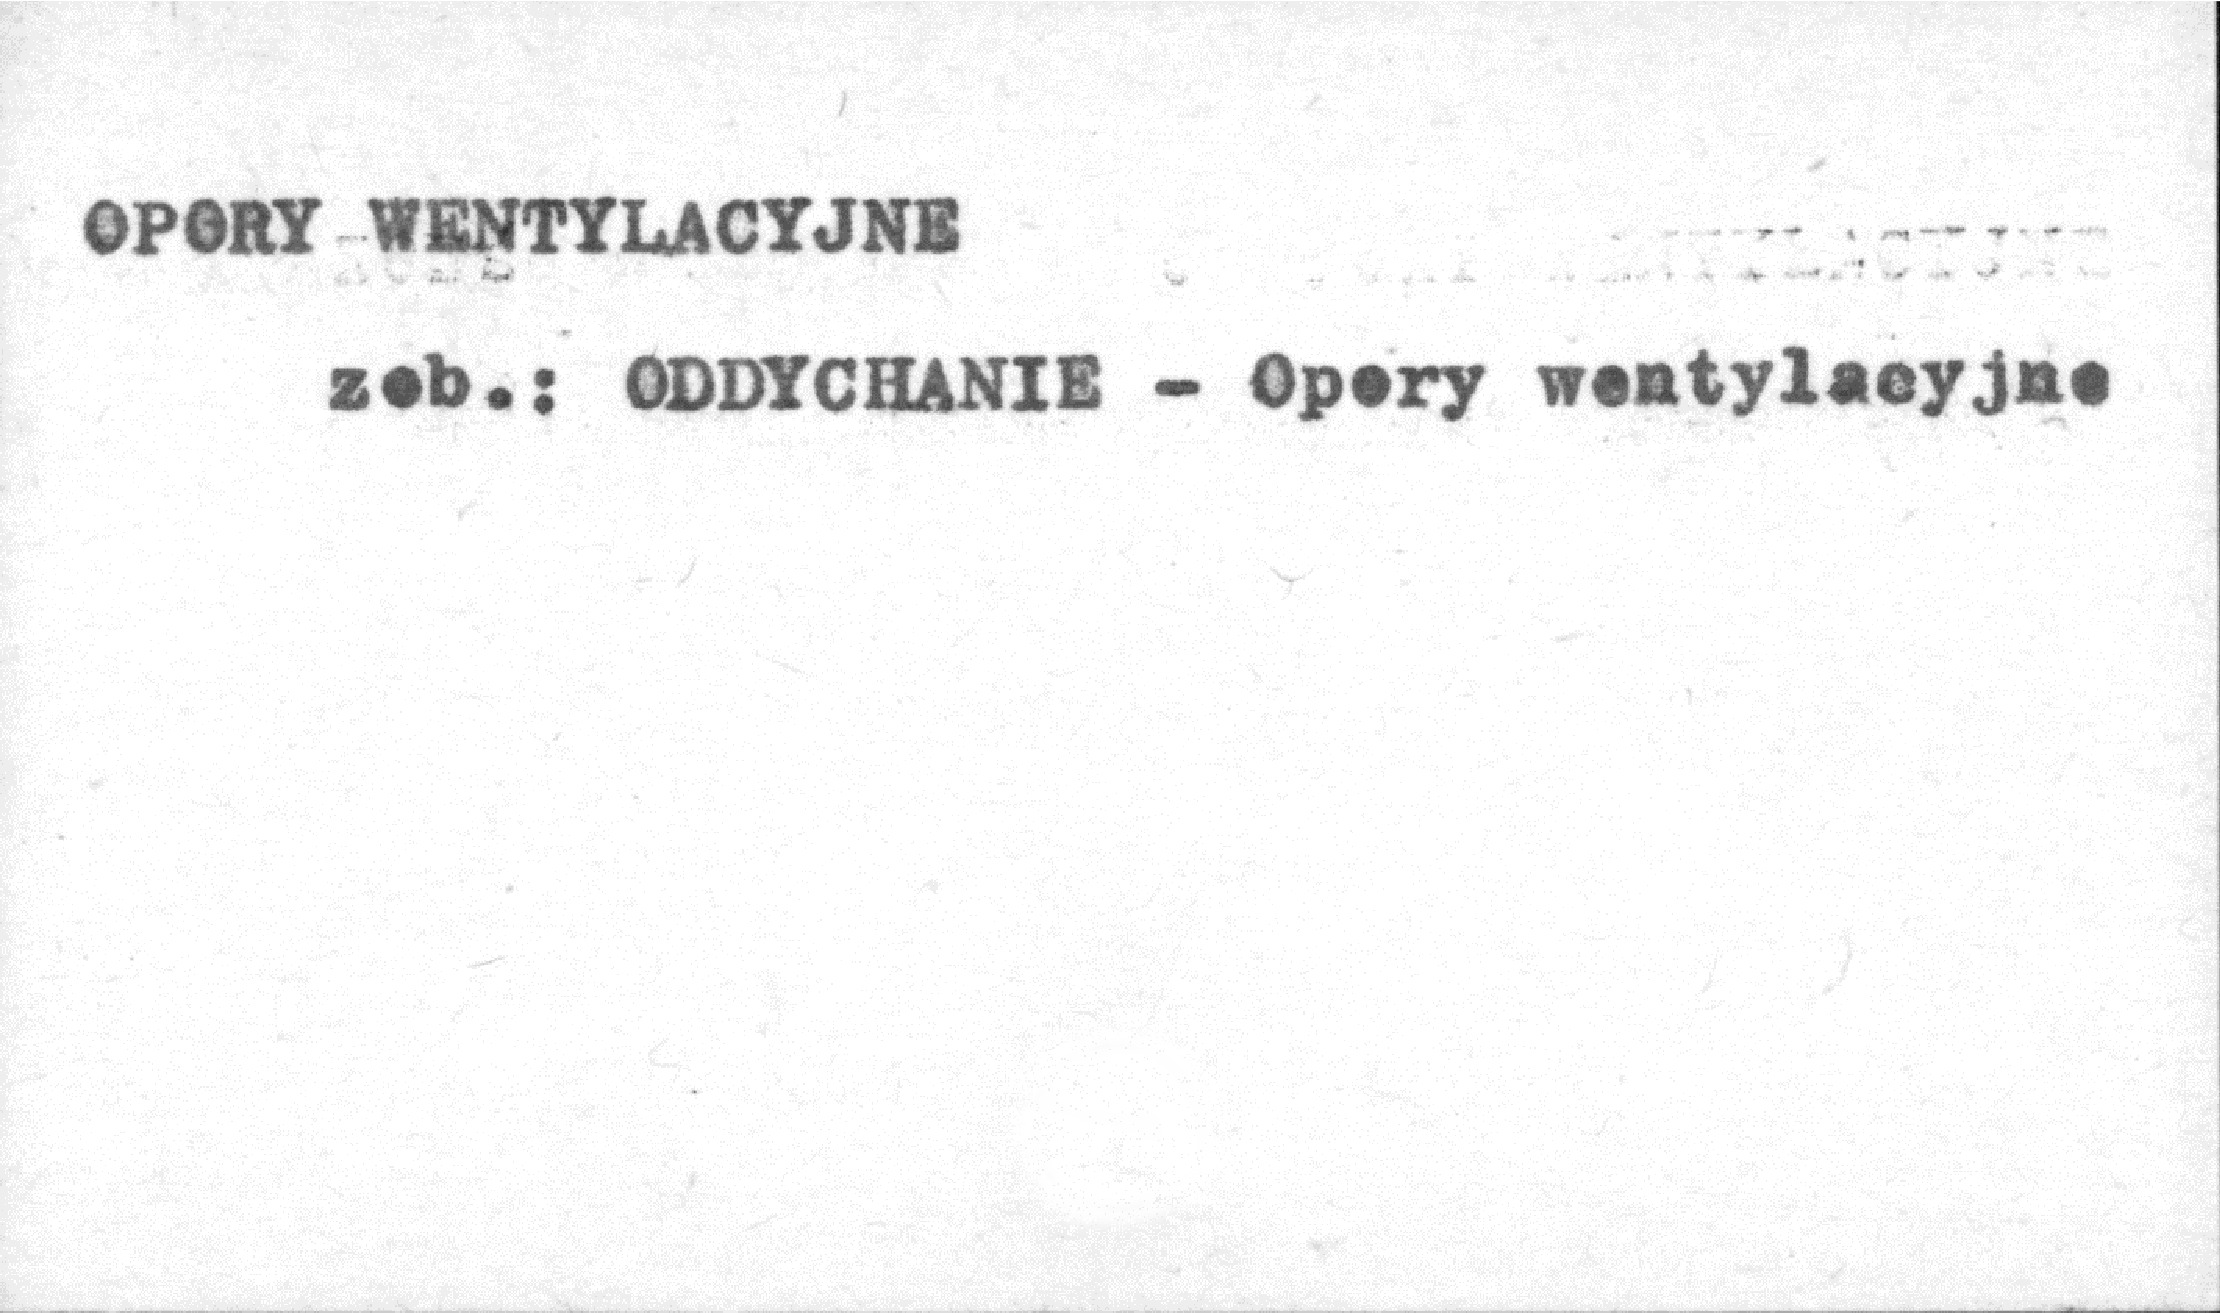 OPORY WENTYLACYJNE
zob.: ODDYCHANIE - Opory wentylacyjne